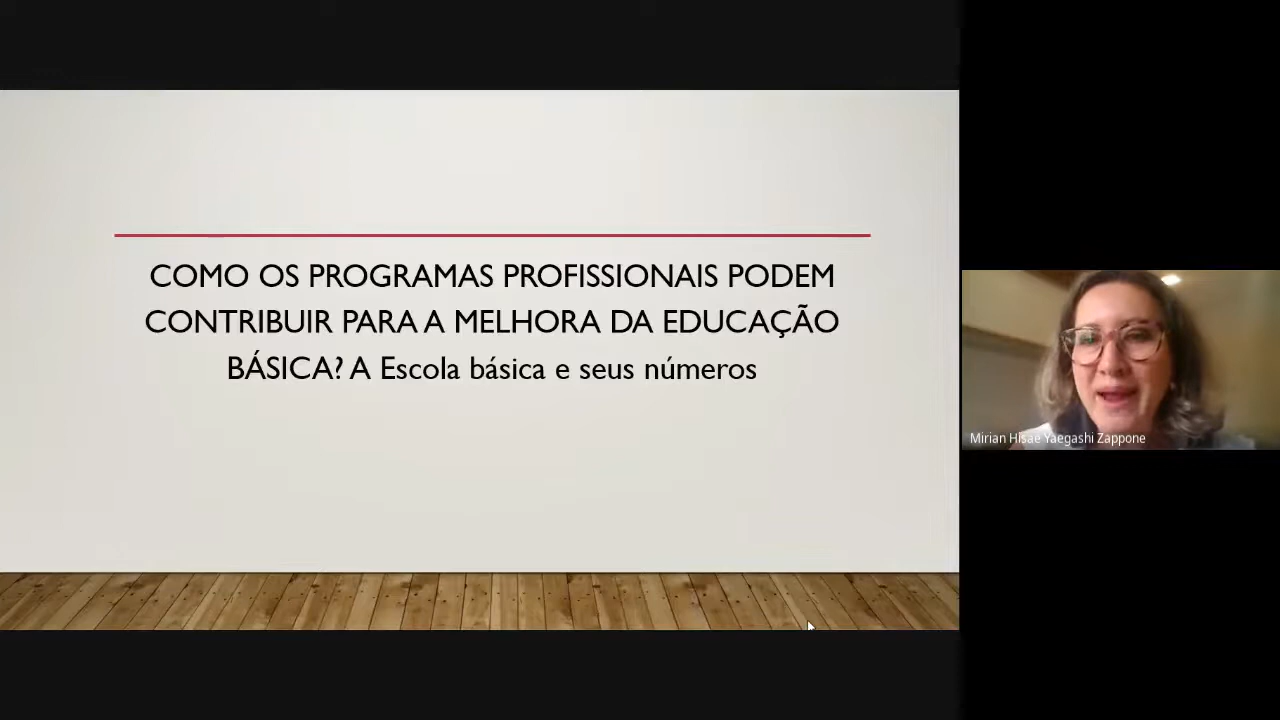 COMO OS PROGRAMAS PROFISSIONAIS PODEM
CONTRIBUIR PARA A MELHORA DA EDUCAÇÃO
BÁSICA? A Escola básica e seus números
Mirian HIsae Yaegashi Zappone